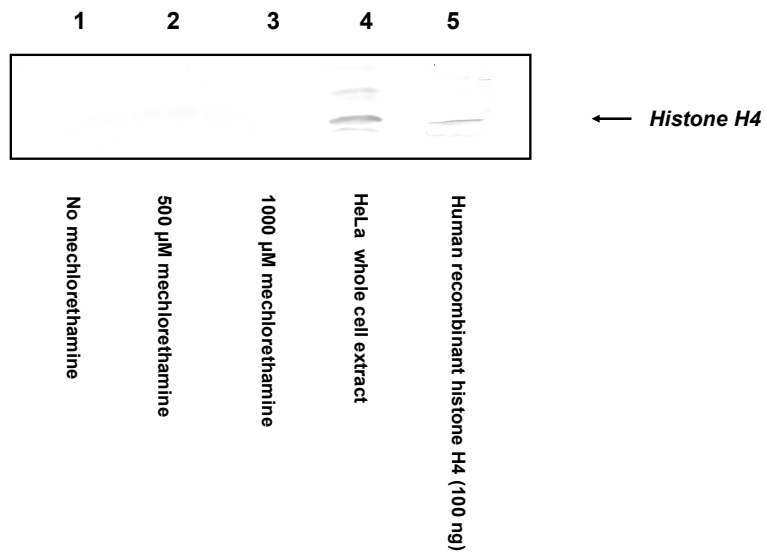 1 2 3 4 5
Histone H4
No mechlorethamine
500 µM mechlorethamine
1000 µM mechlorethamine
HeLa whole cell extract
Human recombinant histone H4 (100 ng)